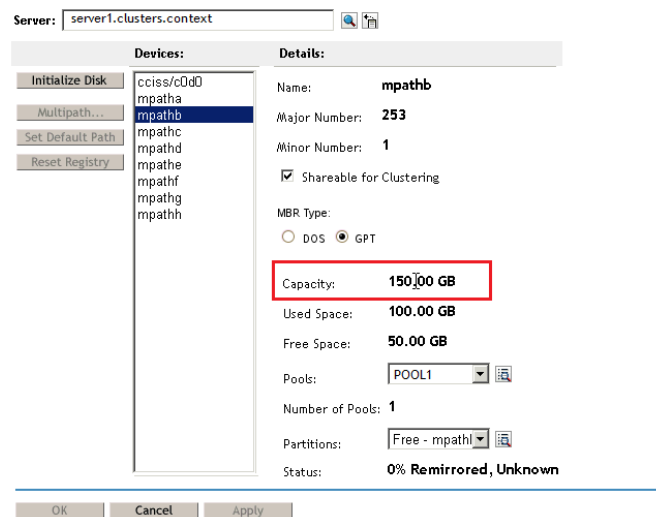 Server: server1.clusters.context
Devices: Details:
Initialize Disk
Multipath...
Set Default Path
Reset Registry
cciss/c0d0
mpatha
mpathb
mpathc
mpathd
mpathe
mpathf
mpathg
mpathh
Name: mpathb
Major Number: 253
Minor Number: 1
Shareable for Clustering
MBR Type:
DOS GPT
Capacity: 150.00 GB
Used Space: 100.00 GB
Free Space: 50.00 GB
Pools: POOL1
Number of Pools: 1
Partitions: Free - mpathl
Status: 0% Remirrored, Unknown
OK Cancel Apply